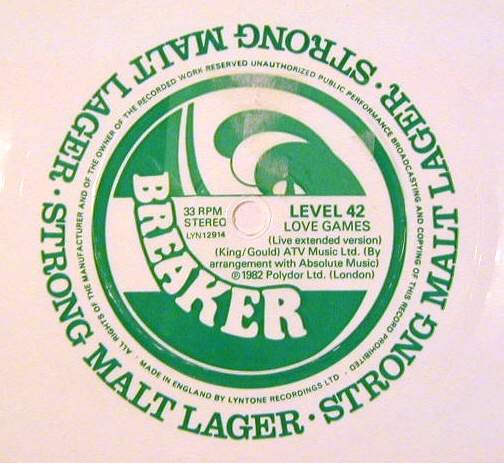 STRONG MALT LAGER · STRONG MALT LAGER · STRONG MALT LAGER ·
ALL RIGHTS OF THE MANUFACTURER AND OF THE OWNER OF THE RECORDED WORK RESERVED UNAUTHORIZED PUBLIC PERFORMANCE BROADCASTING AND COPYING OF THIS RECORD PROHIBITED
· MADE IN ENGLAND BY LYNTONE RECORDINGS LTD ·
BREAKER
33 RPM
STEREO
LYN12914
LEVEL 42
LOVE GAMES
(Live extended version)
(King/Gould) ATV Music Ltd. (By
arrangement with Absolute Music)
℗1982 Polydor Ltd. (London)